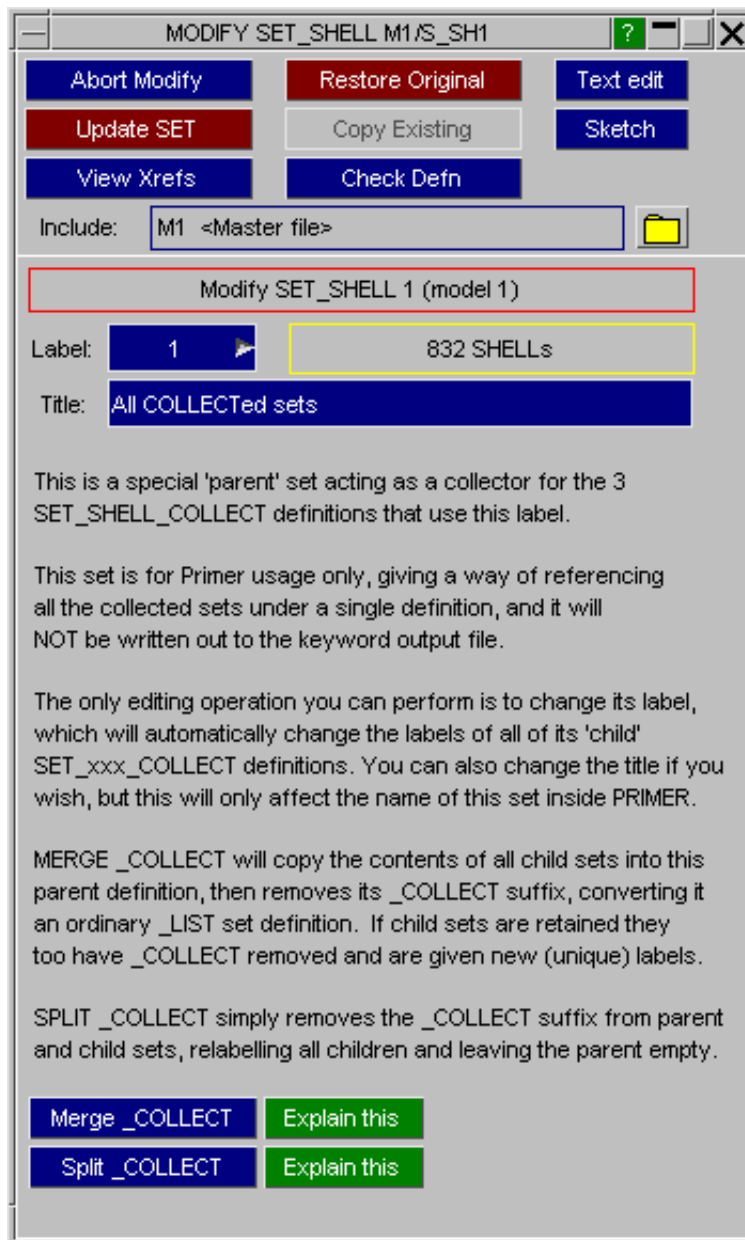 MODIFY SET_SHELL M1/S_SH1 ?
Abort Modify Restore Original Text edit
Update SET Copy Existing Sketch
View Xrefs Check Defn
Include: M1 <Master file>
Modify SET_SHELL 1 (model 1)
Label: 1 832 SHELLs
Title: All COLLECTed sets
This is a special 'parent' set acting as a collector for the 3
SET_SHELL_COLLECT definitions that use this label.
This set is for Primer usage only, giving a way of referencing
all the collected sets under a single definition, and it will
NOT be written out to the keyword output file.
The only editing operation you can perform is to change its label,
which will automatically change the labels of all of its 'child'
SET_xxx_COLLECT definitions. You can also change the title if you
wish, but this will only affect the name of this set inside PRIMER.
MERGE _COLLECT will copy the contents of all child sets into this
parent definition, then removes its _COLLECT suffix, converting it
an ordinary _LIST set definition. If child sets are retained they
too have _COLLECT removed and are given new (unique) labels.
SPLIT _COLLECT simply removes the _COLLECT suffix from parent
and child sets, relabelling all children and leaving the parent empty.
Merge _COLLECT Explain this
Split _COLLECT Explain this